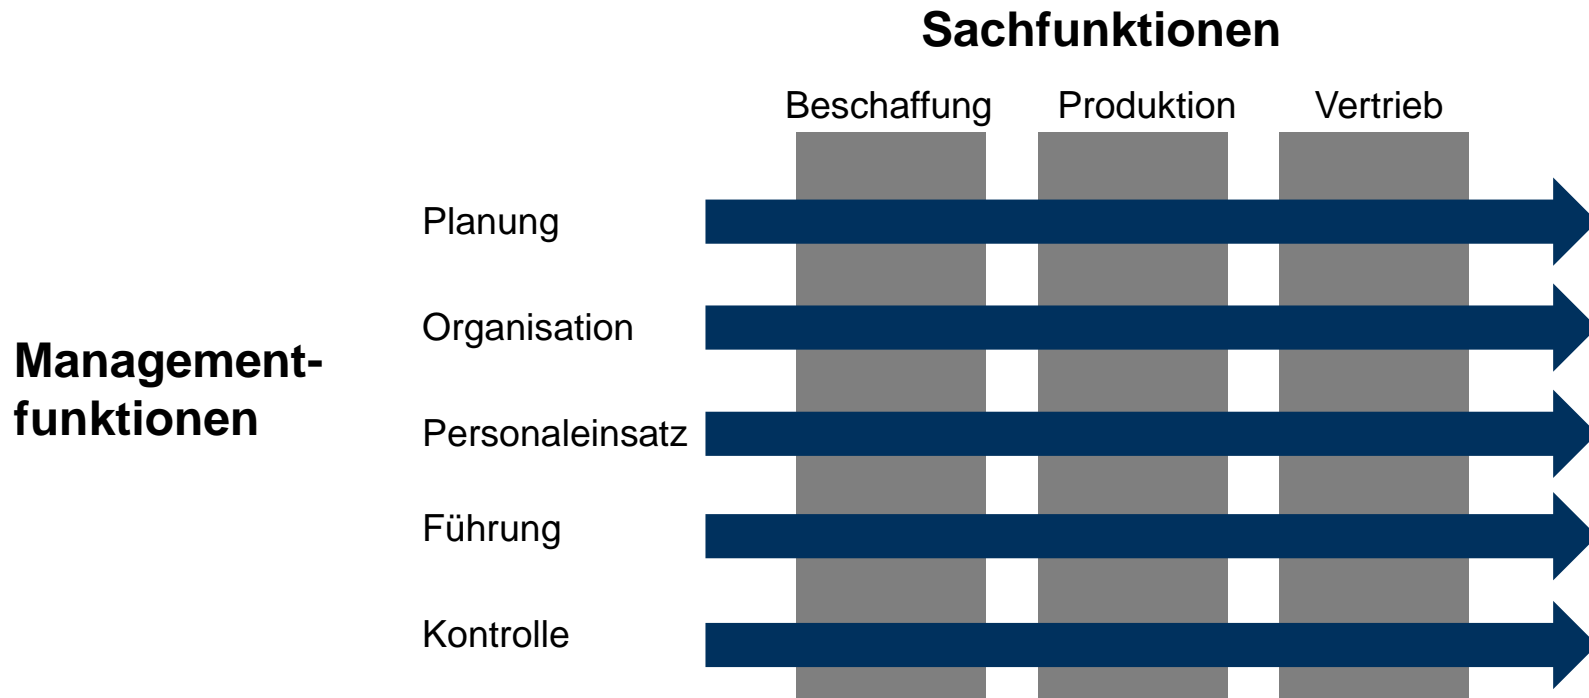 Sachfunktionen
Beschaffung Produktion Vertrieb
Planung
Organisation
Management-
funktionen
Personaleinsatz
Führung
Kontrolle